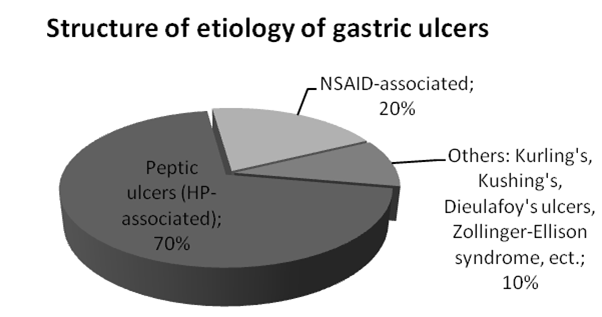 Structure of etiology of gastric ulcers
NSAID-associated;
20%
Peptic
ulcers (HP-
associated);
70%
Others: Kurling's,
Kushing's,
Dieulafoy's ulcers,
Zollinger-Ellison
syndrome, ect.;
10%